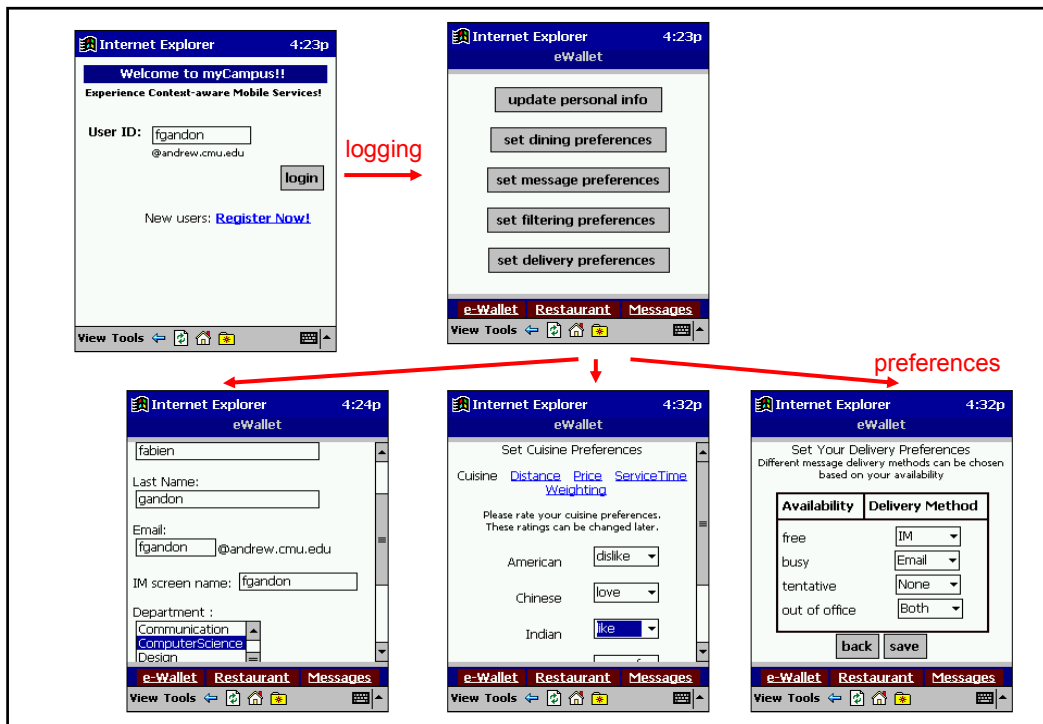 Internet Explorer 4:23p
Welcome to myCampus!!
Experience Context-aware Mobile Services!
User ID: fgandon
@andrew.cmu.edu
login
New users: Register Now!
View Tools
logging
Internet Explorer 4:23p
eWallet
update personal info
set dining preferences
set message preferences
set filtering preferences
set delivery preferences
e-Wallet Restaurant Messages
View Tools
preferences
Internet Explorer 4:24p
eWallet
fabien
Last Name:
gandon
Email:
fgandon @andrew.cmu.edu
IM screen name: fgandon
Department :
Communication
ComputerScience
Design
e-Wallet Restaurant Messages
View Tools
Internet Explorer 4:32p
eWallet
Set Cuisine Preferences
Cuisine Distance Price ServiceTime
Weighting
Please rate your cuisine preferences.
These ratings can be changed later.
American dislike
Chinese love
Indian like
e-Wallet Restaurant Messages
View Tools
Internet Explorer 4:32p
eWallet
Set Your Delivery Preferences
Different message delivery methods can be chosen
based on your availability
Availability Delivery Method
free IM
busy Email
tentative None
out of office Both
back save
e-Wallet Restaurant Messages
View Tools